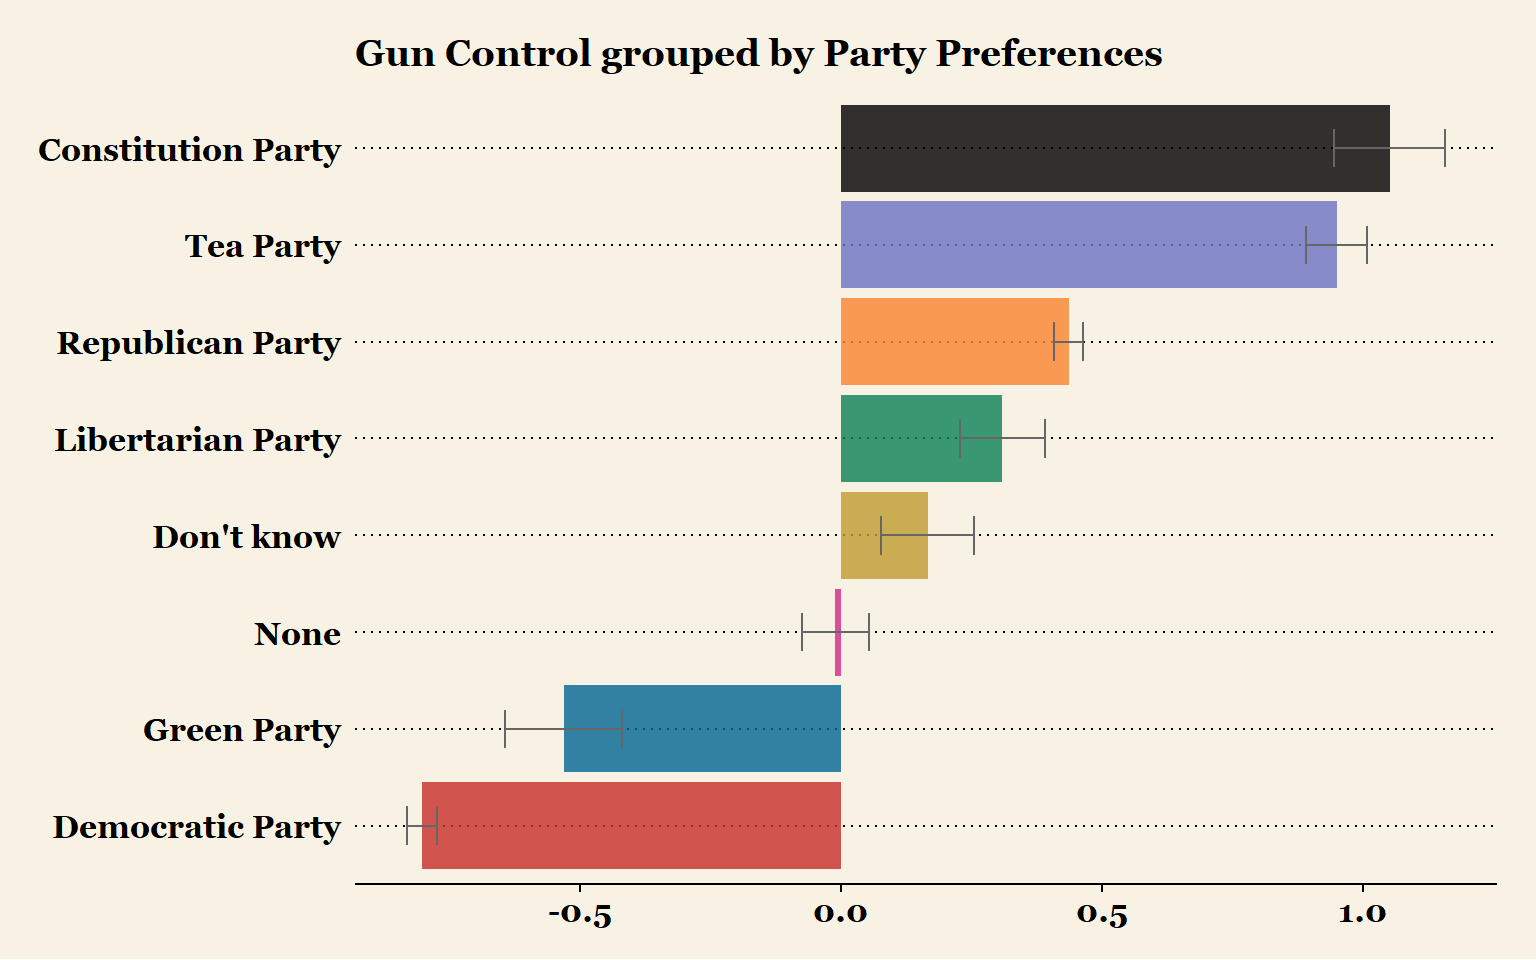 Gun Control grouped by Party Preferences
Constitution Party
Tea Party
Republican Party
Libertarian Party
Don't know
None
Green Party
Democratic Party
-0.5 0.0 0.5 1.0